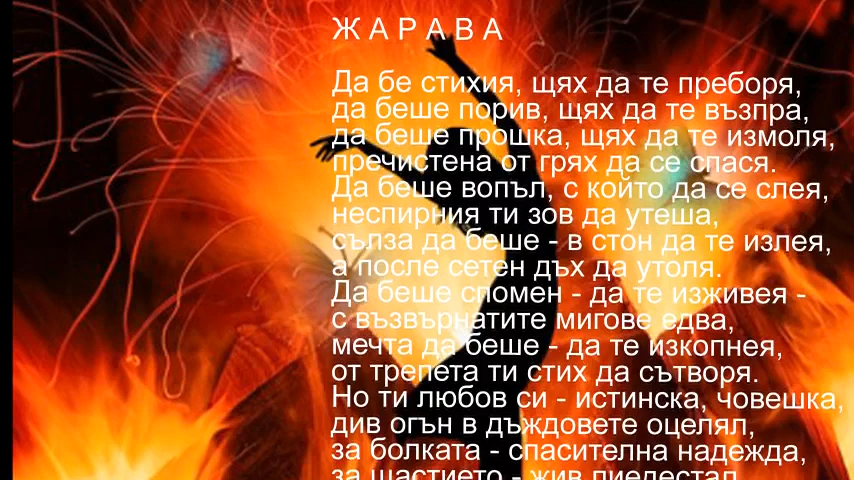 Ж А Р А В А
Да бе стихия, щях да те преборя,
да беше порив, щях да те възпра,
да беше прошка, щях да те измоля,
пречистена от грях да се спася.
Да беше вопъл, с който да се слея,
неспирния ти зов да утеша,
сълза да беше - в стон да те излея,
а после сетен дъх да утоля.
Да беше спомен - да те изживея -
с възвърнатите мигове едва,
мечта да беше - да те изкопнея,
от трепета ти стих да сътворя.
Но ти любов си - истинска, човешка,
див огън в дъждовете оцелял,
за болката - спасителна надежда,
за щастието - жив пиедестал